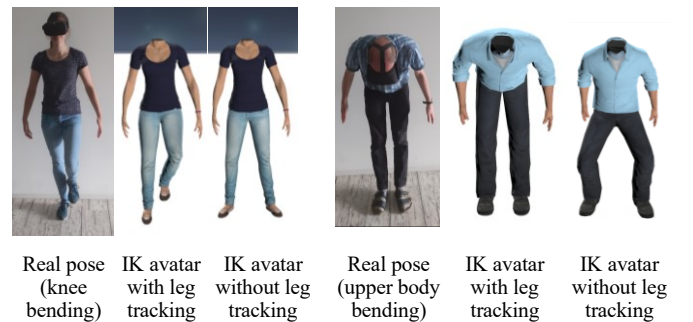 Real pose
(knee
bending)
IK avatar
with leg
tracking
IK avatar
without leg
tracking
Real pose
(upper body
bending)
IK avatar
with leg
tracking
IK avatar
without leg
tracking